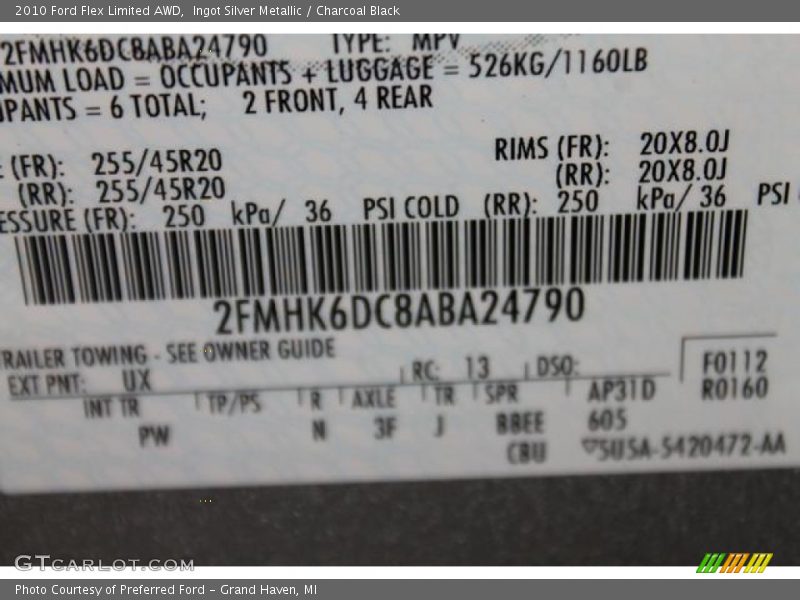 2010 Ford Flex Limited AWD, Ingot Silver Metallic / Charcoal Black
2FMHK6DC8ABA24790 TYPE: MPV
MUM LOAD = OCCUPANTS + LUGGAGE = 526KG/1160LB
UPANTS = 6 TOTAL; 2 FRONT, 4 REAR
(FR): 255/45R20 RIMS (FR): 20X8.0J
(RR): 255/45R20 (RR): 20X8.0J
ESSURE (FR): 250 kPa/ 36 PSI COLD (RR): 250 kPa/ 36 PSI
2FMHK6DC8ABA24790
TRAILER TOWING - SEE OWNER GUIDE
EXT PNT: UX RC: 13 DSO: F0112
INT TR TP/PS R AXLE TR SPR AP31D R0160
PW N 3F J BBEE 605
CBU 5U5A-5420472-AA
GTCARLOT.COM
Photo Courtesy of Preferred Ford – Grand Haven, MI